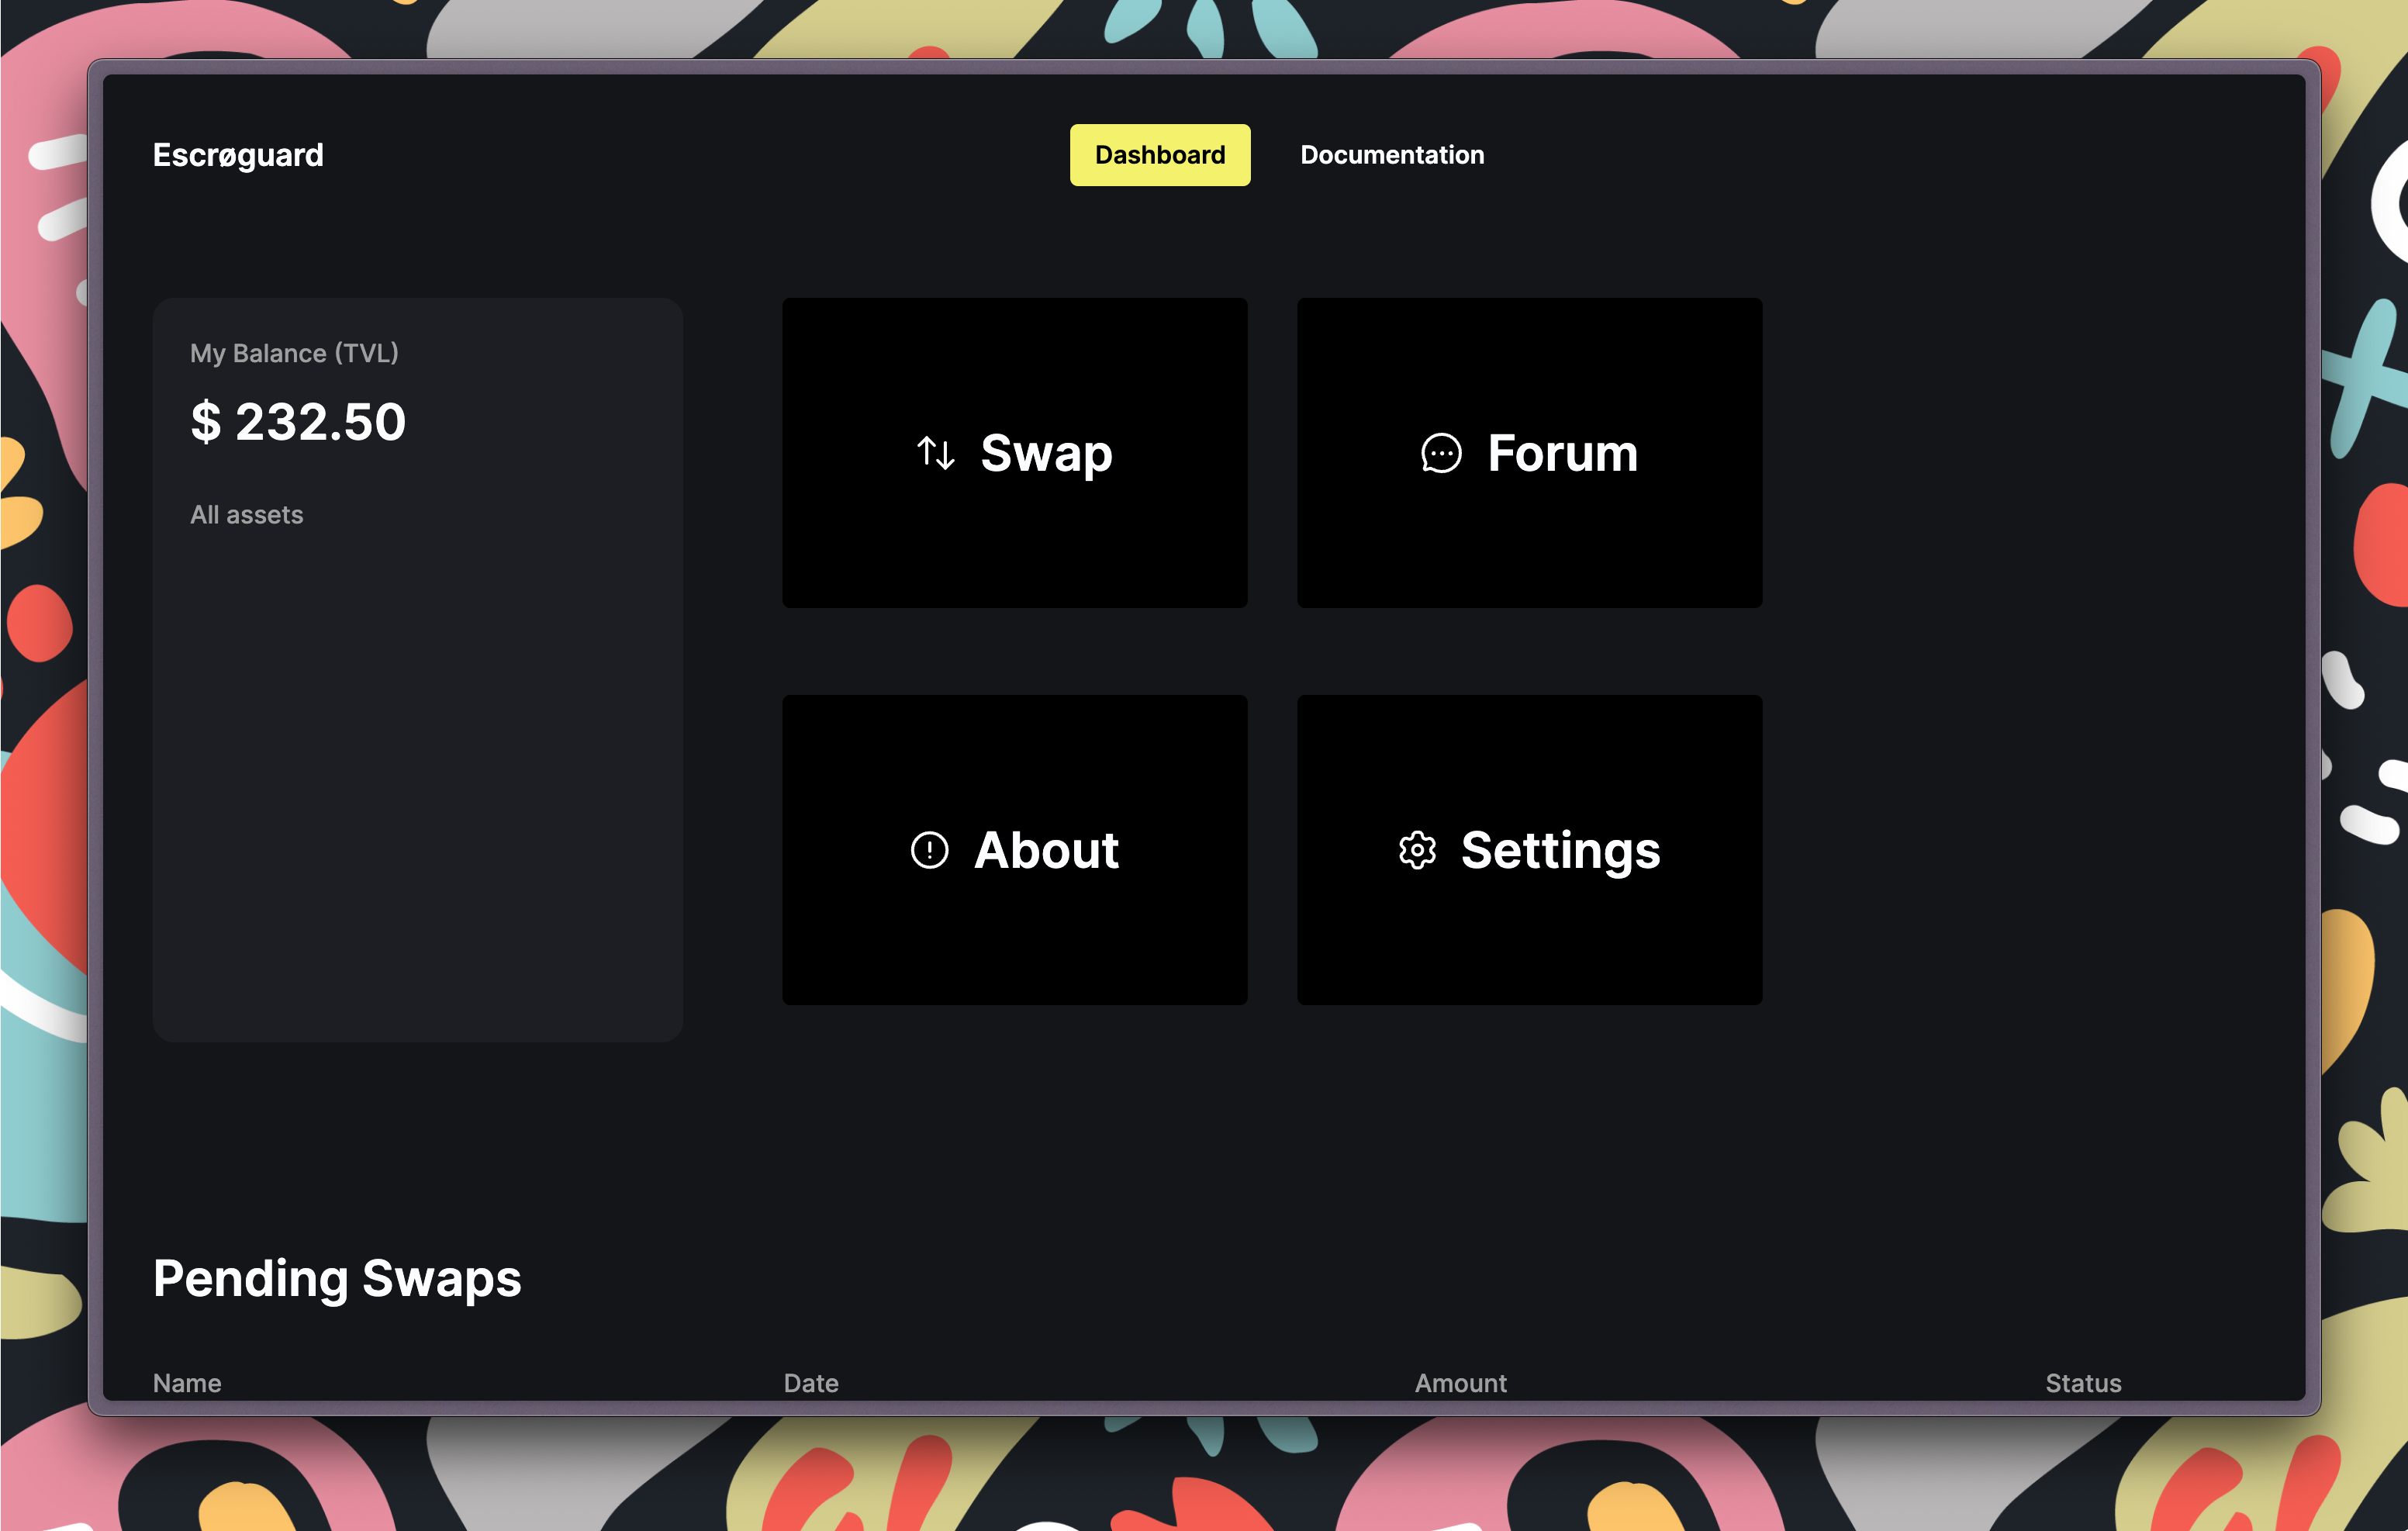 Escrøguard
Dashboard
Documentation
My Balance (TVL)
$ 232.50
All assets
Swap
Forum
About
Settings
Pending Swaps
Name
Date
Amount
Status